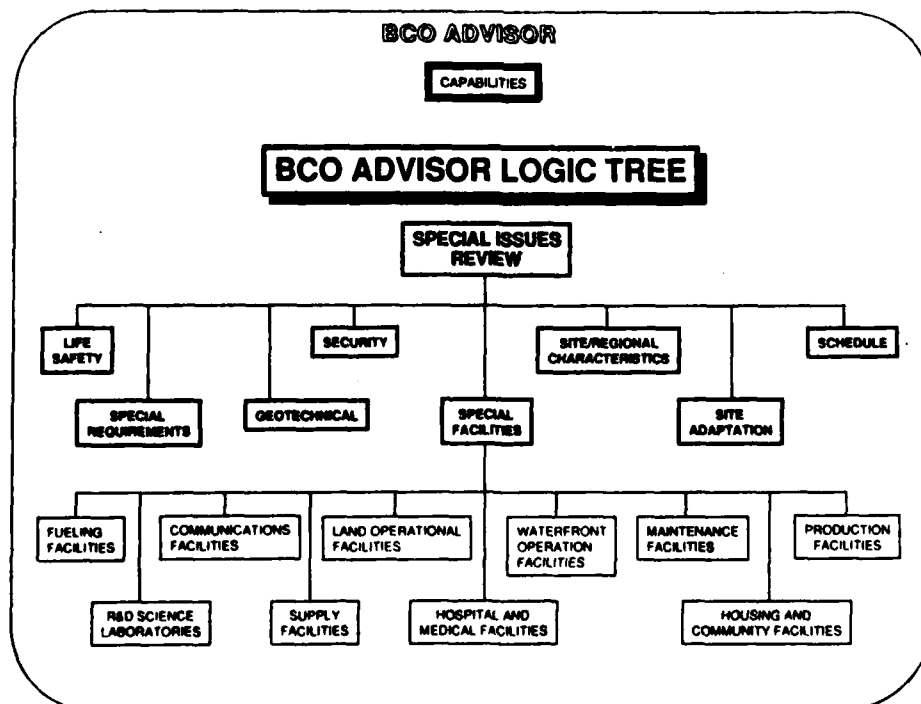 BCO ADVISOR
CAPABILITIES
BCO ADVISOR LOGIC TREE
SPECIAL ISSUES
REVIEW
LIFE
SAFETY
SECURITY
SITE/REGIONAL
CHARACTERISTICS
SCHEDULE
SPECIAL
REQUIREMENTS
GEOTECHNICAL
SPECIAL
FACILITIES
SITE
ADAPTATION
FUELING
FACILITIES
COMMUNICATIONS
FACILITIES
LAND OPERATIONAL
FACILITIES
WATERFRONT
OPERATION
FACILITIES
MAINTENANCE
FACILITIES
PRODUCTION
FACILITIES
R&D SCIENCE
LABORATORIES
SUPPLY
FACILITIES
HOSPITAL AND
MEDICAL FACILITIES
HOUSING AND
COMMUNITY FACILITIES